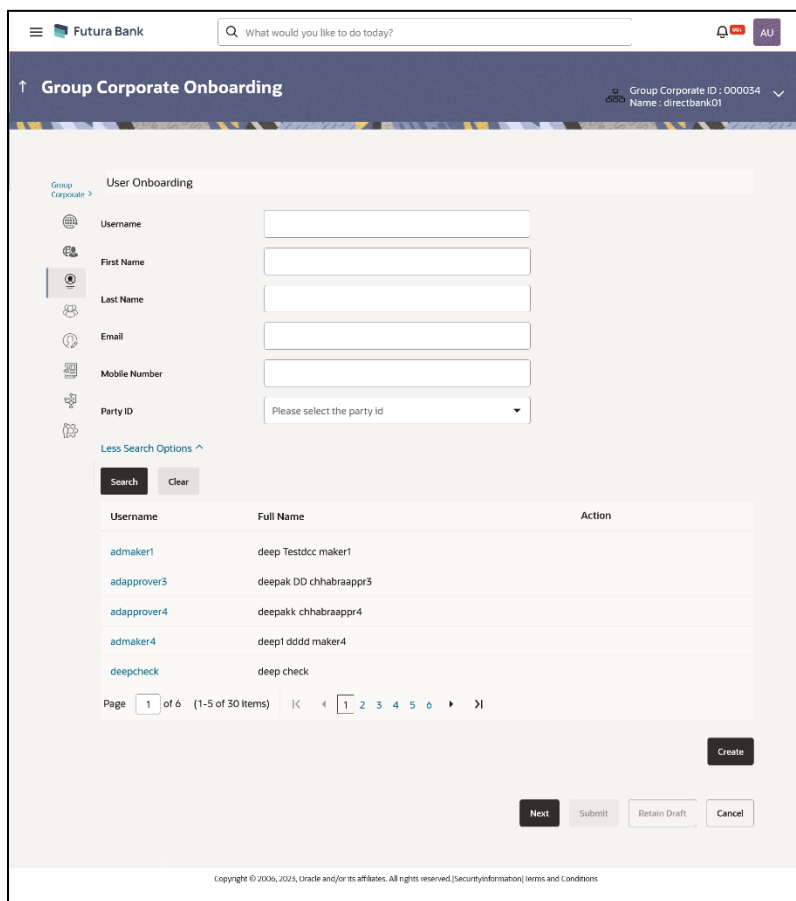 Futura Bank
What would you like to do today?
99+
AU
Group Corporate Onboarding
Group Corporate ID : 000034
Name : directbank01
Group
Corporate >
User Onboarding
Username
First Name
Last Name
Email
Mobile Number
Party ID
Please select the party id
Less Search Options
Search Clear
Username Full Name Action
admaker1 deep Testdcc maker1
adapprover3 deepak DD chhabraappr3
adapprover4 deepakk chhabraappr4
admaker4 deep1 dddd maker4
deepcheck deep check
Page 1 of 6 (1-5 of 30 items) 1 2 3 4 5 6
Create
Next Submit Retain Draft Cancel
Copyright © 2006, 2023, Oracle and/or its affiliates. All rights reserved.|SecurityInformation|Terms and Conditions